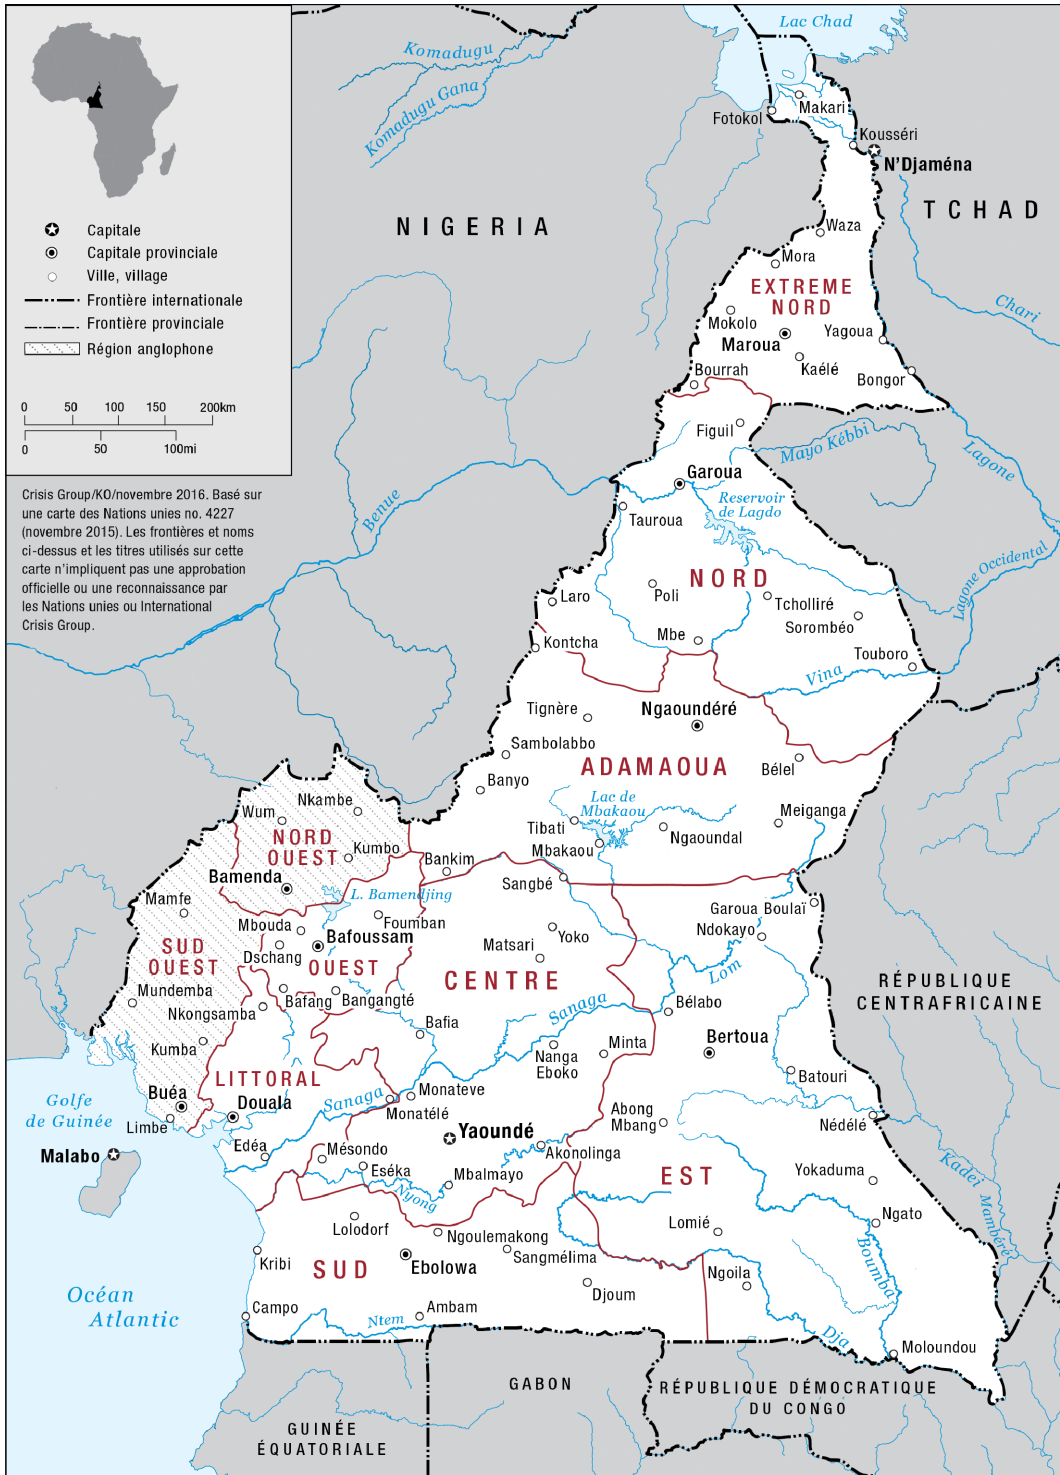 Lac Chad
Komadugu
Komadugu Gana
Makari
Fotokol
Kousséri
N'Djaména
TCHAD
NIGERIA
Capitale
Capitale provinciale
Ville, village
Frontière internationale
Frontière provinciale
Région anglophone
0 50 100 150 200km
0 50 100mi
Waza
Mora
EXTREME
NORD
Mokolo
Maroua
Yagoua
Chari
Bourrah
Kaélé
Bongor
Figuil
Mayo Kébbi
Lagone
Crisis Group/KO/novembre 2016. Basé sur
une carte des Nations unies no. 4227
(novembre 2015). Les frontières et noms
ci-dessus et les titres utilisés sur cette
carte n'impliquent pas une approbation
officielle ou une reconnaissance par
les Nations unies ou International
Crisis Group.
Benue
Garoua
Reservoir
de Lagdo
Tauroua
Lagone Occidental
NORD
Laro
Poli
Tcholliré
Sorombéo
Kontcha
Mbe
Touboro
Vina
Tignère
Ngaoundéré
Sambolabbo
ADAMAOUA
Bélel
Banyo
Lac de
Mbakaou
Nkambe
Wum
Tibati
Meiganga
Ngaoundal
NORD
OUEST
Kumbo
Mbakaou
Bankim
Bamenda
Sangbé
L. Bamendjing
Mamfe
Garoua Boulaï
Foumban
Mbouda
Bafoussam
Yoko
Ndokayo
SUD
OUEST
Dschang
Matsari
OUEST
CENTRE
Lom
RÉPUBLIQUE
CENTRAFRICAINE
Mundemba
Bafang
Bangangté
Sanaga
Bélabo
Nkongsamba
Bafia
Bertoua
Kumba
Nanga
Eboko
Minta
LITTORAL
Batouri
Buéa
Douala
Sanaga
Monateve
Golfe
de Guinée
Monatélé
Abong
Mbang
Nédélé
Limbe
Yaoundé
Malabo
Edéa
Mésondo
Akonolinga
Eséka
Mbalmayo
EST
Yokaduma
Kadei
Mambéré
Nyong
Lolodorf
Ngoulemakong
Lomié
Ngato
Kribi
Sangmélima
SUD
Ebolowa
Ngoila
Boumba
Océan
Atlantic
Djoum
Campo
Ntem
Ambam
Dja
Moloundou
GABON
RÉPUBLIQUE DÉMOCRATIQUE
DU CONGO
GUINÉE
ÉQUATORIALE